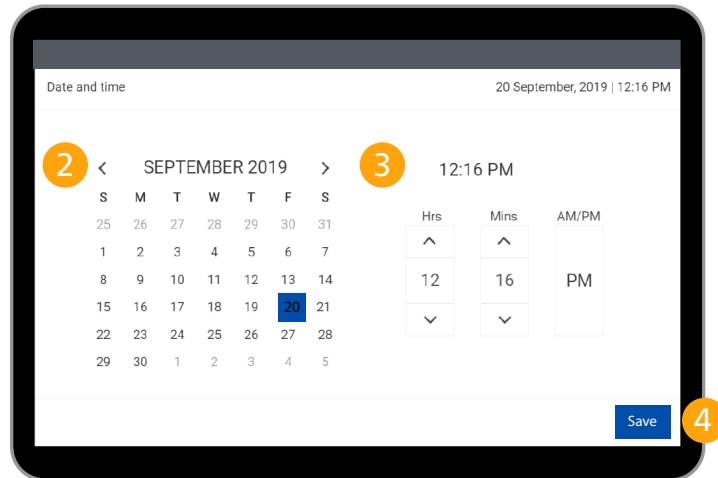 Date and time 20 September, 2019 | 12:16 PM
2 < SEPTEMBER 2019 > 3 12:16 PM
S M T W T F S
25 26 27 28 29 30 31
1 2 3 4 5 6 7
8 9 10 11 12 13 14
15 16 17 18 19 20 21
22 23 24 25 26 27 28
29 30 1 2 3 4 5
Hrs Mins AM/PM
12 16 PM
Save 4